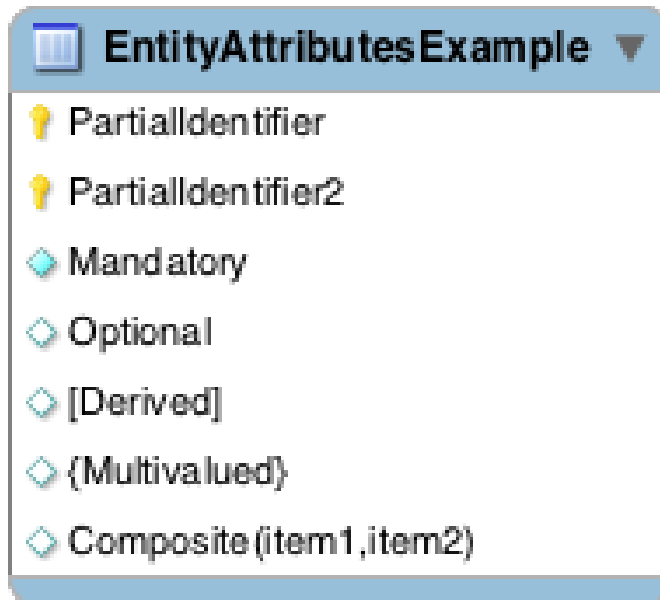 EntityAttributesExample
PartialIdentifier
PartialIdentifier2
Mandatory
Optional
[Derived]
{Multivalued}
Composite(item1,item2)